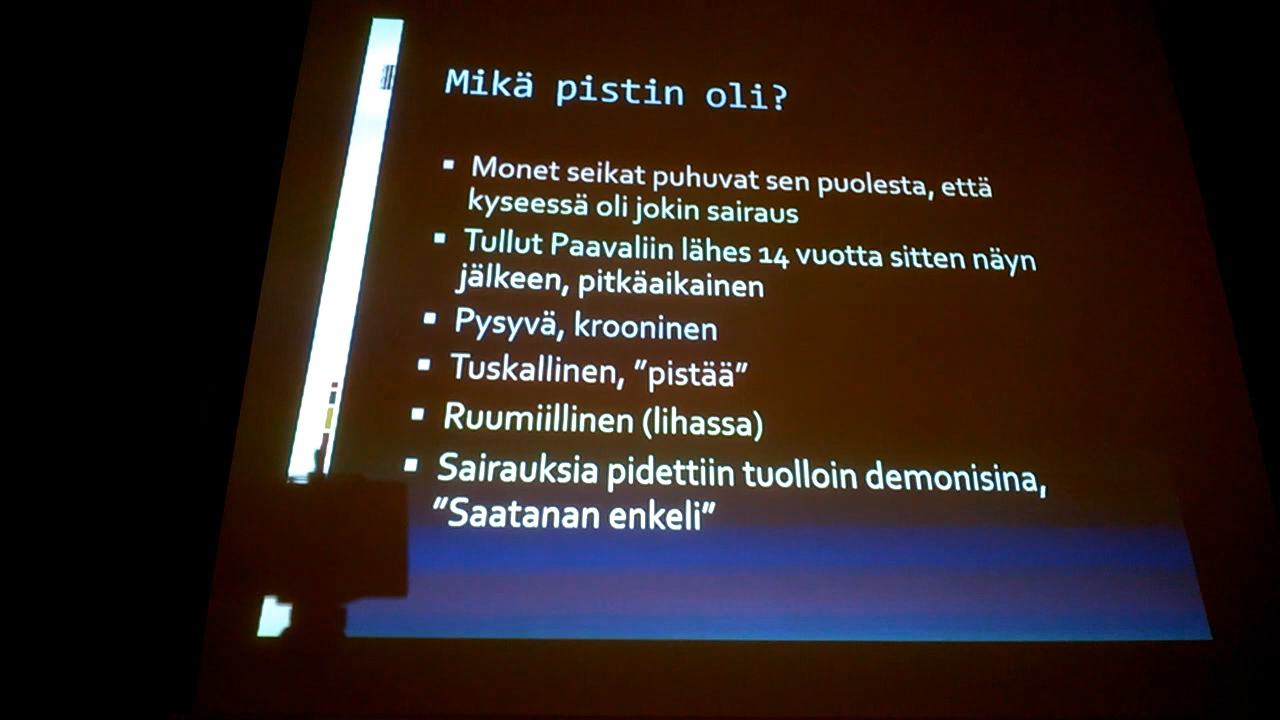 Mikä pistin oli?
▪ Monet seikat puhuvat sen puolesta, että
kyseessä oli jokin sairaus
▪ Tullut Paavaliin lähes 14 vuotta sitten näyn
jälkeen, pitkäaikainen
▪ Pysyvä, krooninen
▪ Tuskallinen, ”pistää”
▪ Ruumiillinen (lihassa)
▪ Sairauksia pidettiin tuolloin demonisina,
”Saatanan enkeli”